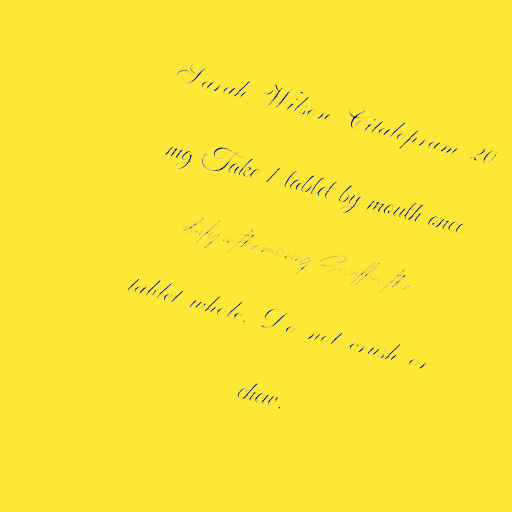 Sarah Wilson Citalopram 20
mg Take 1 tablet by mouth once
daily in the morning Swallow the
tablet whole. Do not crush or
chew.